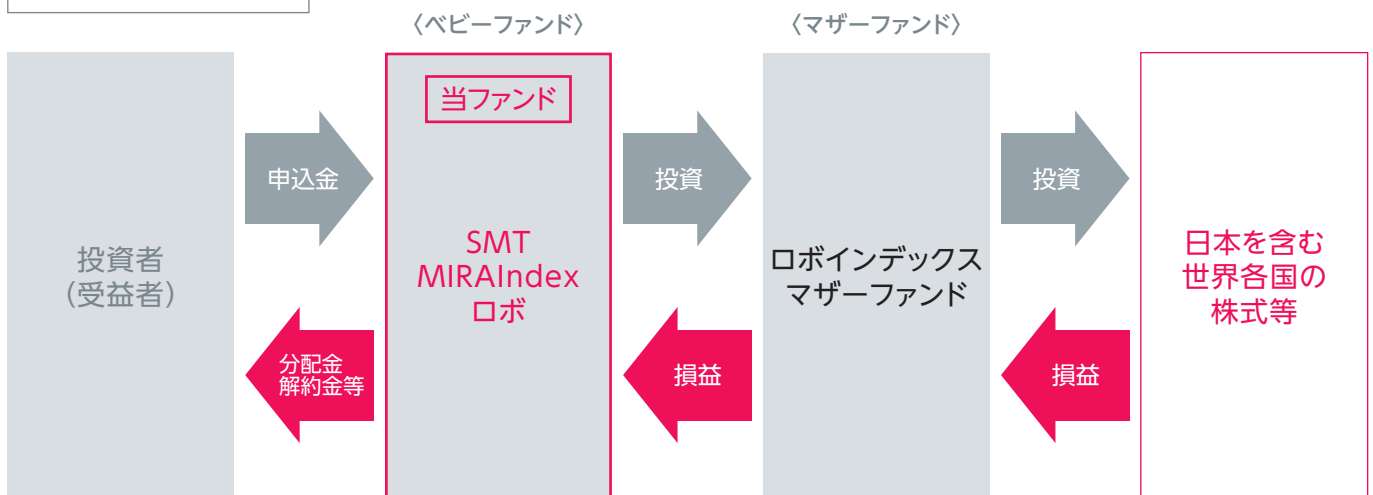 〈ベビーファンド〉
〈マザーファンド〉
投資者
（受益者）
申込金
分配金
解約金等
当ファンド
SMT
MIRAIndex
ロボ
投資
損益
ロボインデックス
マザーファンド
投資
損益
日本を含む
世界各国の
株式等